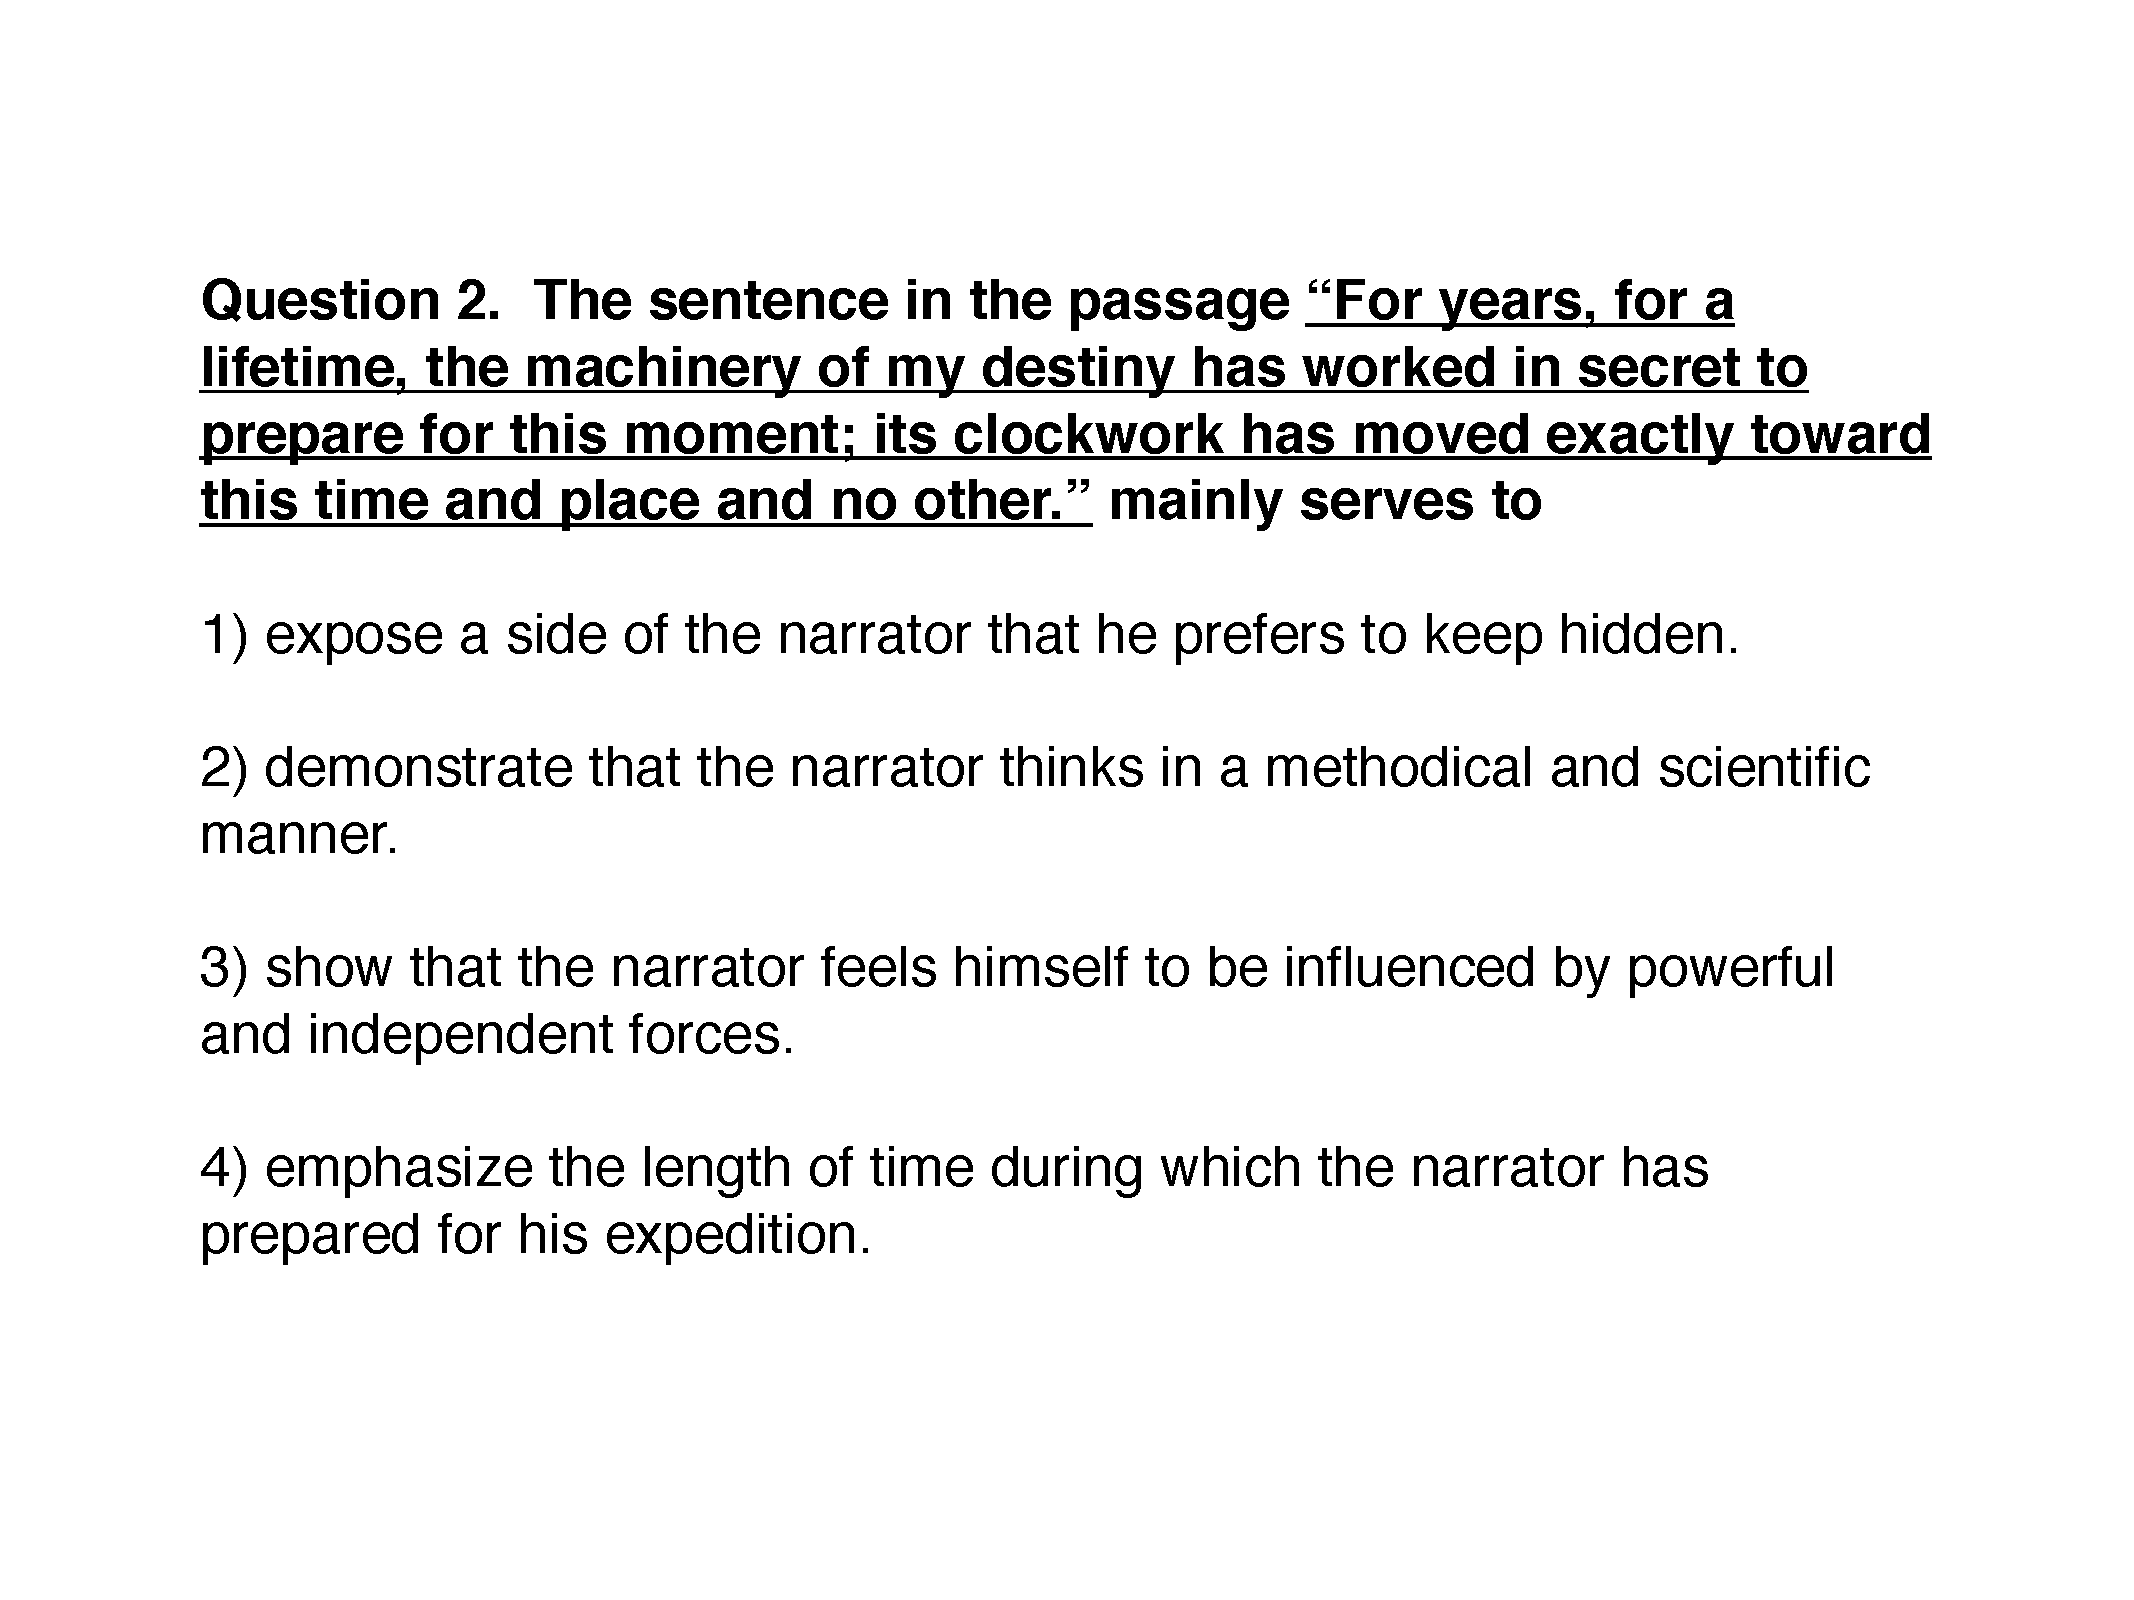 Question 2. The sentence in the passage “For years, for a
lifetime, the machinery of my destiny has worked in secret to
prepare for this moment; its clockwork has moved exactly toward
this time and place and no other.” mainly serves to
1) expose a side of the narrator that he prefers to keep hidden.
2) demonstrate that the narrator thinks in a methodical and scientific
manner.
3) show that the narrator feels himself to be influenced by powerful
and independent forces.
4) emphasize the length of time during which the narrator has
prepared for his expedition.